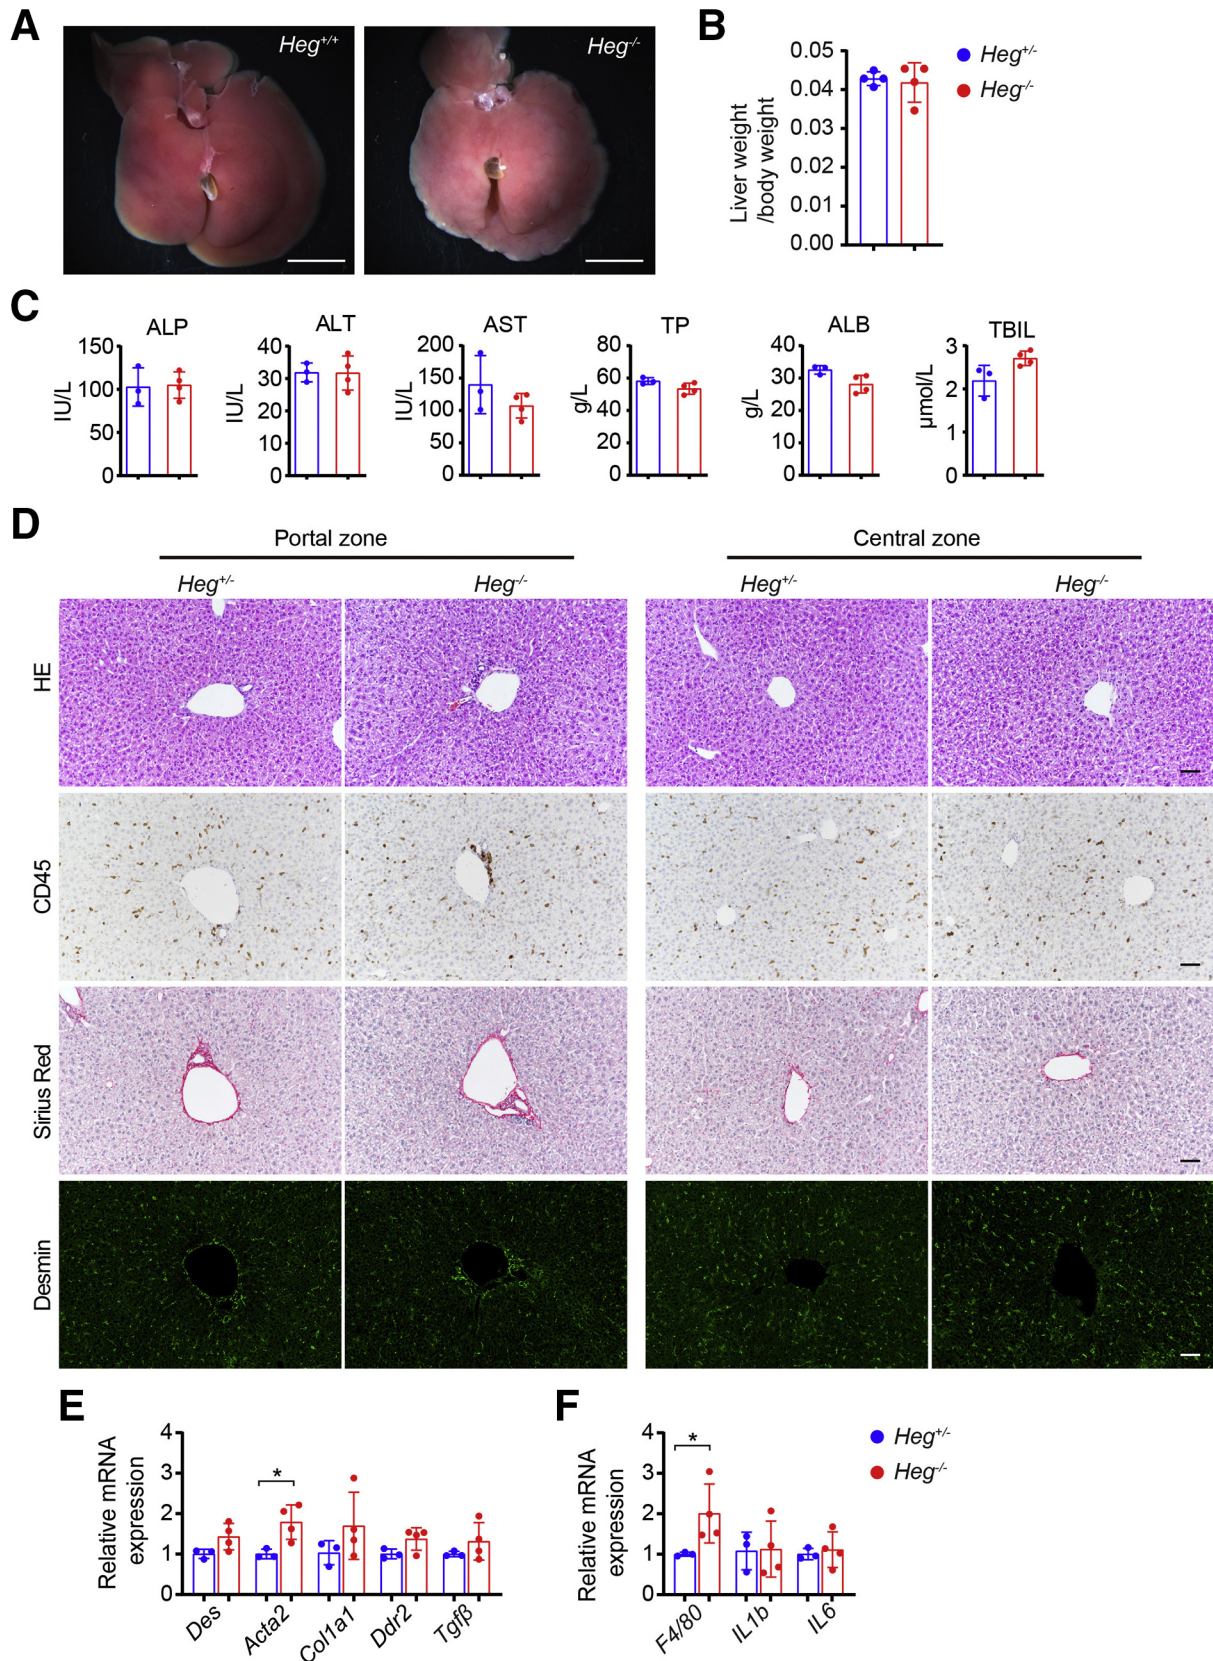 A
Heg+/+
Heg-/-
B
0.05
0.04
0.03
0.02
0.01
0.00
Liver weight
/body weight
Heg+/-
Heg-/-
C
ALP
150
100
50
0
IU/L
ALT
40
30
20
10
0
IU/L
AST
200
150
100
50
0
IU/L
TP
80
60
40
20
0
g/L
ALB
40
30
20
10
0
g/L
TBIL
3
2
1
0
μmol/L
D
Portal zone
Central zone
Heg+/-
Heg-/-
Heg+/-
Heg-/-
HE
CD45
Sirius Red
Desmin
E
Relative mRNA
expression
4
3
2
1
0
*
Des
Acta2
Col1a1
Ddr2
Tgfβ
F
Relative mRNA
expression
4
3
2
1
0
*
F4/80
IL1b
IL6
Heg+/-
Heg-/-